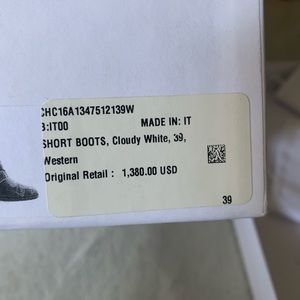 CHC16A1347512139W
B:IT00 MADE IN: IT
SHORT BOOTS, Cloudy White, 39,
Western
Original Retail : 1,380.00 USD
39